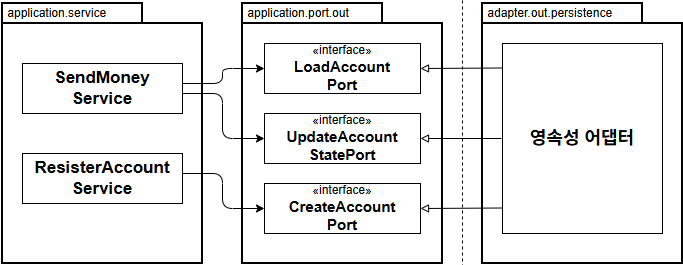 application.service
SendMoney
Service
ResisterAccount
Service
application.port.out
«interface»
LoadAccount
Port
«interface»
UpdateAccount
StatePort
«interface»
CreateAccount
Port
adapter.out.persistence
영속성 어댑터